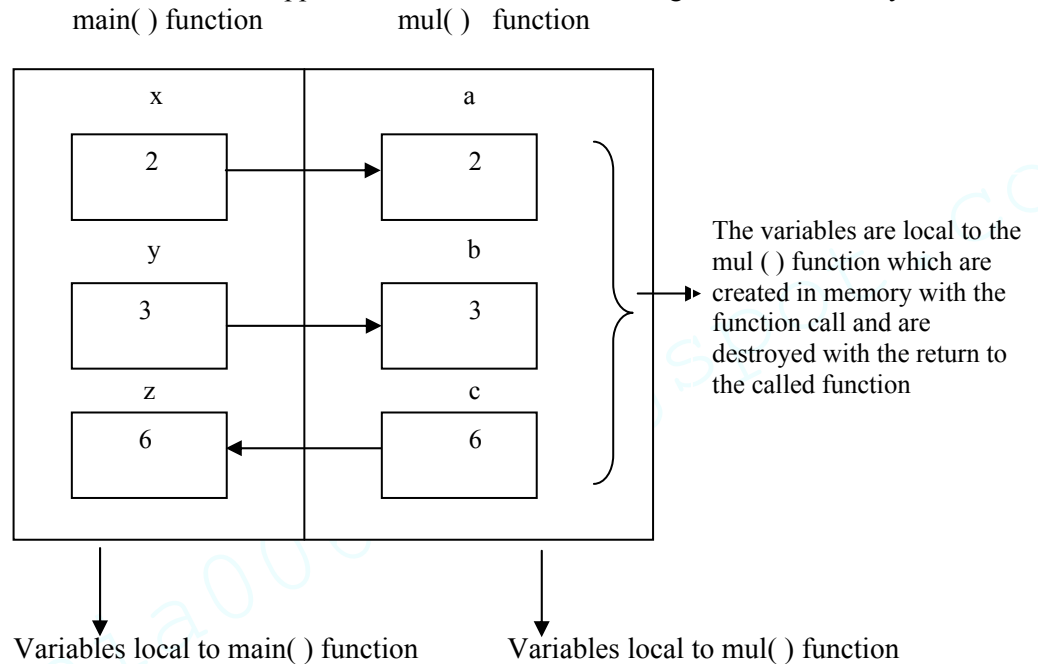 main( ) function mul( ) function
x a
2 2
y b
3 3
z c
6 6
The variables are local to the
mul ( ) function which are
created in memory with the
function call and are
destroyed with the return to
the called function
Variables local to main( ) function Variables local to mul( ) function